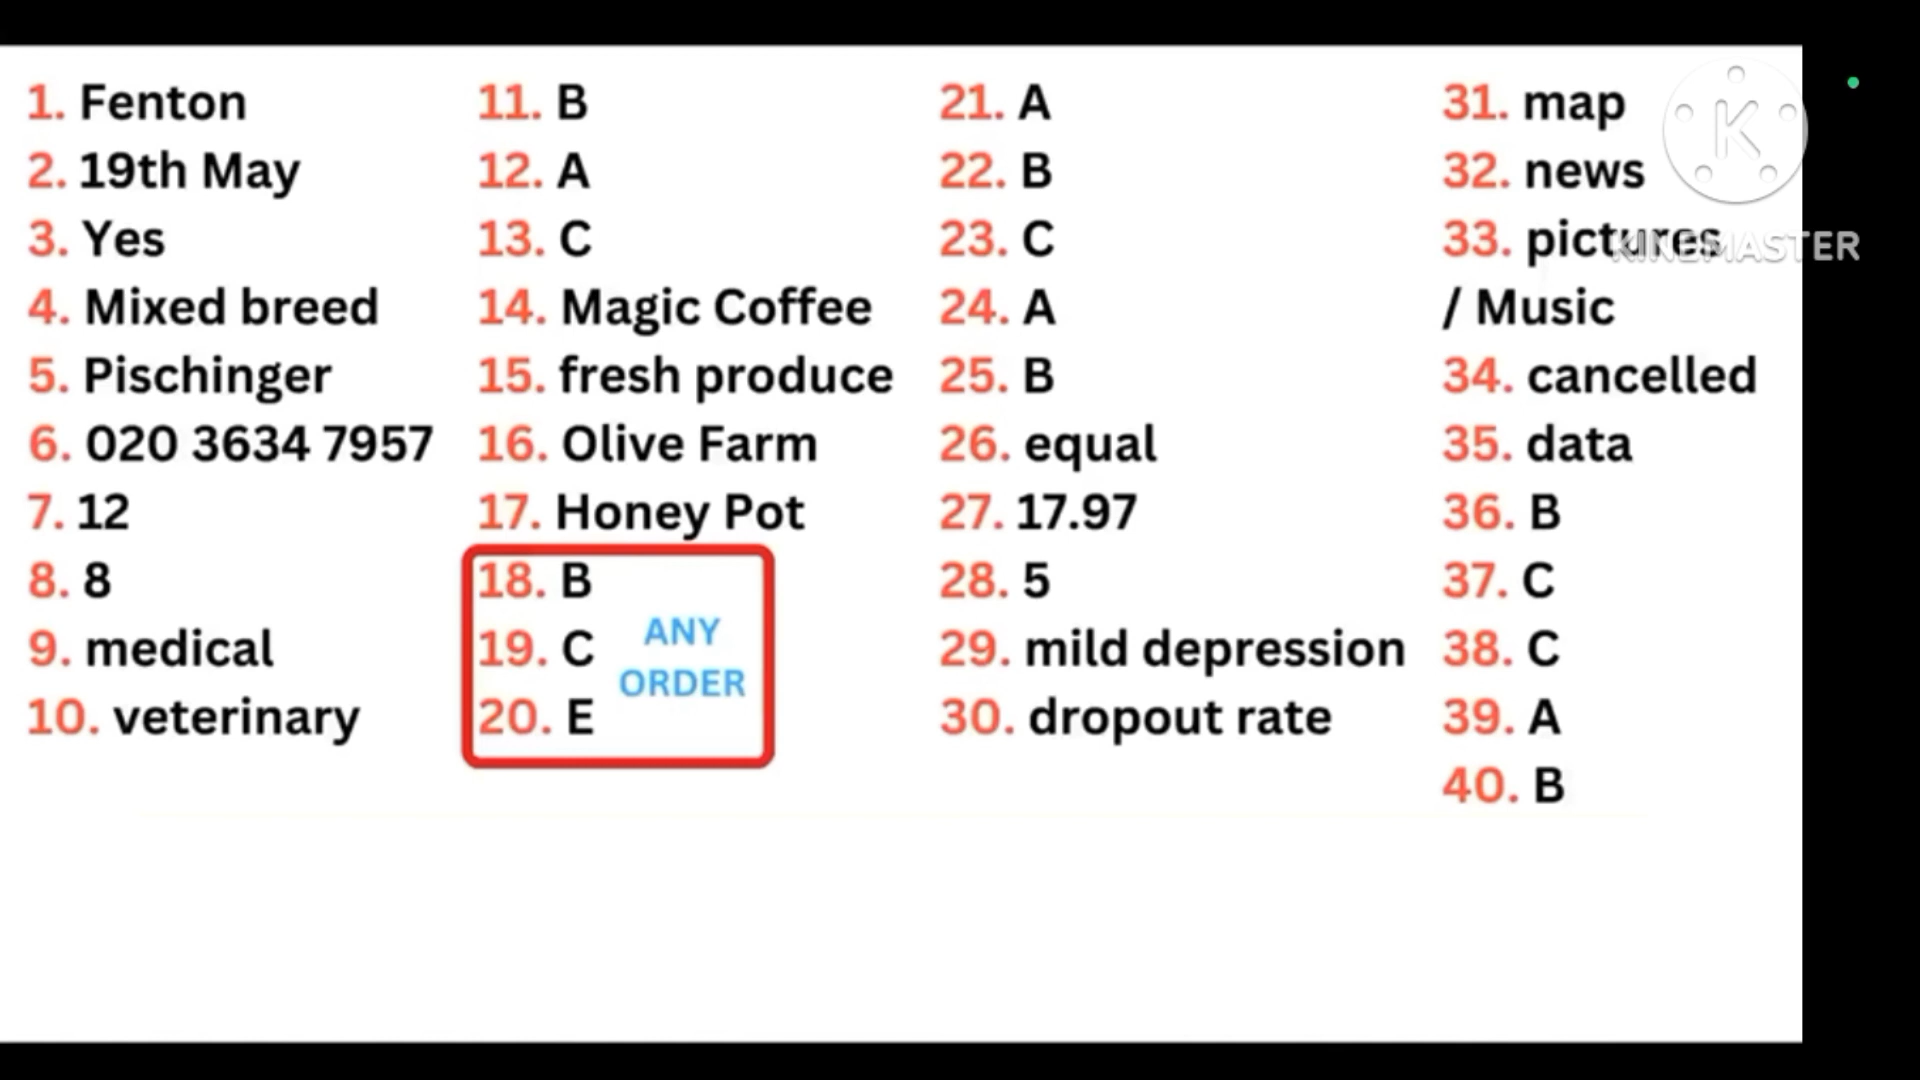 1. Fenton
2. 19th May
3. Yes
4. Mixed breed
5. Pischinger
6. 020 3634 7957
7. 12
8. 8
9. medical
10. veterinary
11. B
12. A
13. C
14. Magic Coffee
15. fresh produce
16. Olive Farm
17. Honey Pot
18. B
19. C
20. E
ANY
ORDER
21. A
22. B
23. C
24. A
25. B
26. equal
27. 17.97
28. 5
29. mild depression
30. dropout rate
31. map
32. news
33. pictures
/ Music
34. cancelled
35. data
36. B
37. C
38. C
39. A
40. B
K
KINEMASTER